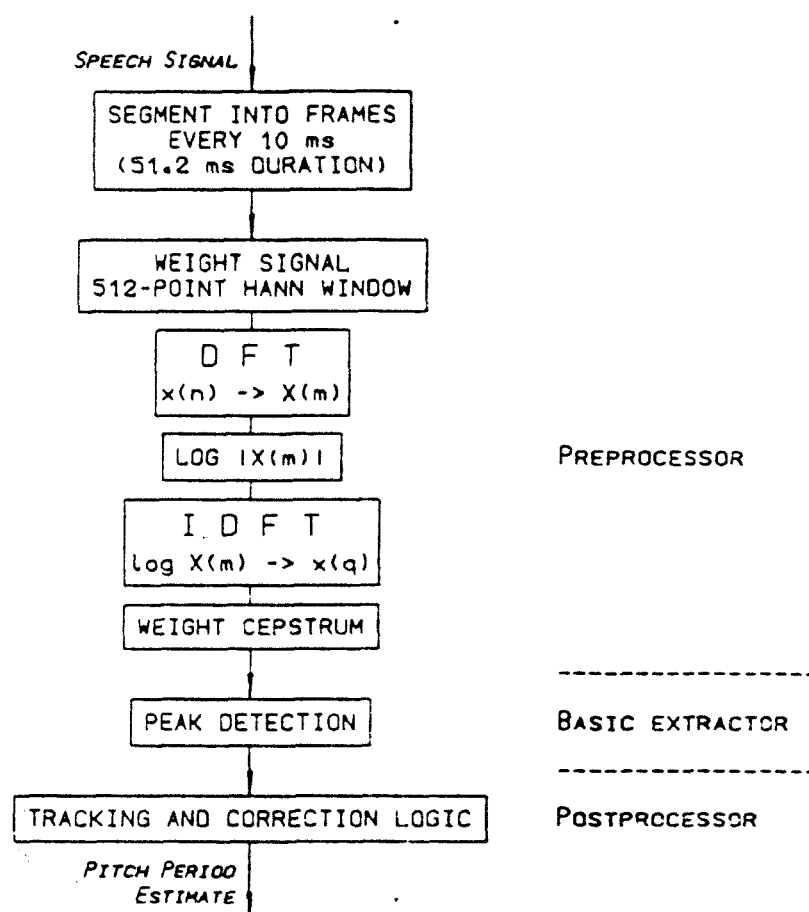 SPEECH SIGNAL
SEGMENT INTO FRAMES
EVERY 10 ms
(51.2 ms DURATION)
WEIGHT SIGNAL
512-POINT HANN WINDOW
D F T
x(n) -> X(m)
LOG |X(m)|
PREPROCESSOR
I D F T
log X(m) -> x(q)
WEIGHT CEPSTRUM
PEAK DETECTION
BASIC EXTRACTOR
TRACKING AND CORRECTION LOGIC
POSTPROCESSOR
PITCH PERIOD
ESTIMATE